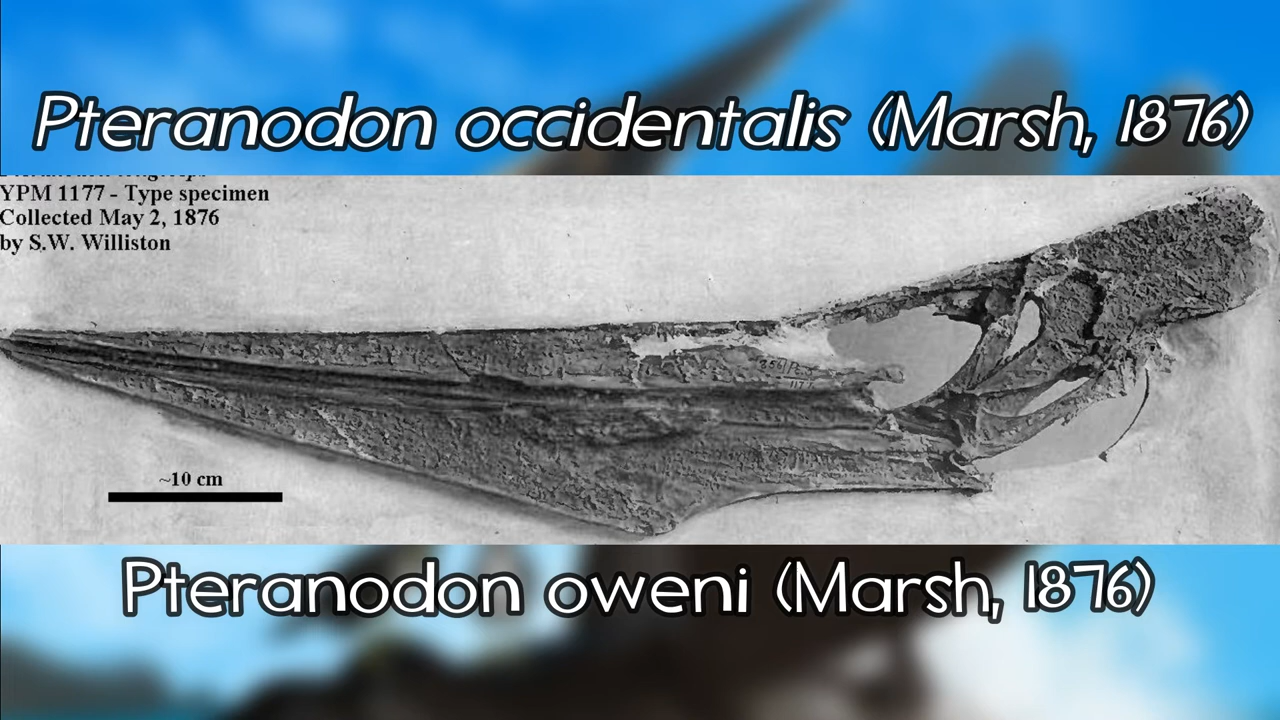 Pteranodon occidentalis (Marsh, 1876)
YPM 1177 - Type specimen
Collected May 2, 1876
by S.W. Williston
~10 cm
Pteranodon oweni (Marsh, 1876)